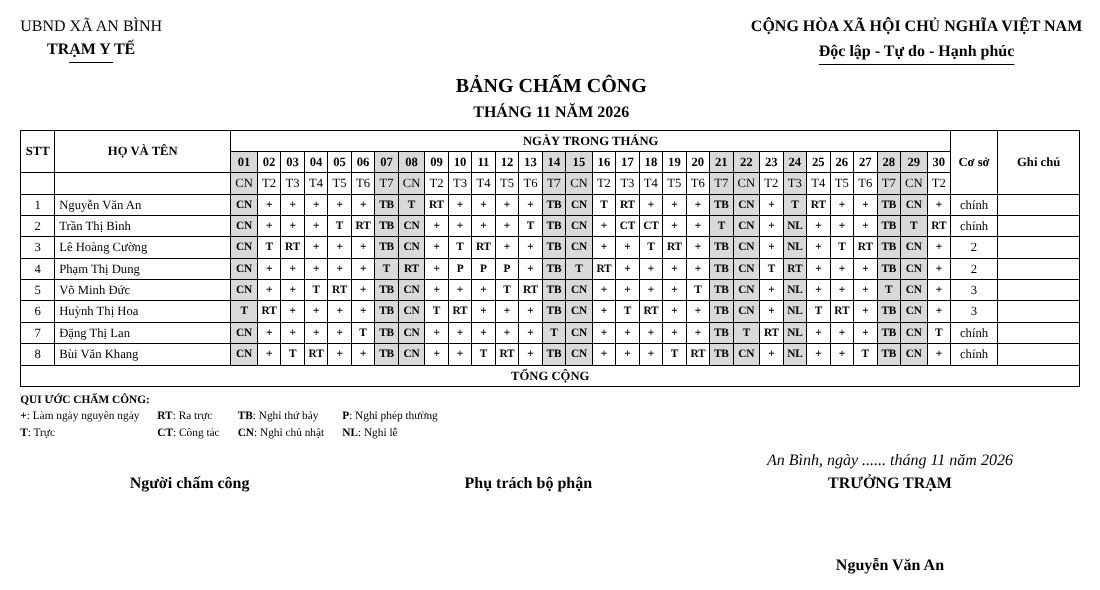 UBND XÃ AN BÌNH
TRẠM Y TẾ
CỘNG HÒA XÃ HỘI CHỦ NGHĨA VIỆT NAM
Độc lập - Tự do - Hạnh phúc
BẢNG CHẤM CÔNG
THÁNG 11 NĂM 2026
STT HỌ VÀ TÊN NGÀY TRONG THÁNG Cơ sở Ghi chú
01 02 03 04 05 06 07 08 09 10 11 12 13 14 15 16 17 18 19 20 21 22 23 24 25 26 27 28 29 30
CN T2 T3 T4 T5 T6 T7 CN T2 T3 T4 T5 T6 T7 CN T2 T3 T4 T5 T6 T7 CN T2 T3 T4 T5 T6 T7 CN T2
1 Nguyễn Văn An CN + + + + + TB T RT + + + + TB CN T RT + + + TB CN + T RT + + TB CN + chính
2 Trần Thị Bình CN + + + T RT TB CN + + + + T TB CN + CT CT + + T CN + NL + + + TB T RT chính
3 Lê Hoàng Cường CN T RT + + + TB CN + T RT + + TB CN + + T RT + TB CN + NL + T RT TB CN + 2
4 Phạm Thị Dung CN + + + + + T RT + P P P + TB T RT + + + + TB CN T RT + + + TB CN + 2
5 Võ Minh Đức CN + + T RT + TB CN + + + T RT TB CN + + + + T TB CN + NL + + + T CN + 3
6 Huỳnh Thị Hoa T RT + + + + TB CN T RT + + + TB CN + T RT + + TB CN + NL T RT + TB CN + 3
7 Đặng Thị Lan CN + + + + T TB CN + + + + + T CN + + + + + TB T RT NL + + + TB CN T chính
8 Bùi Văn Khang CN + T RT + + TB CN + + T RT + TB CN + + + T RT TB CN + NL + + T TB CN + chính
TỔNG CỘNG
QUI ƯỚC CHẤM CÔNG:
+: Làm ngày nguyên ngày RT: Ra trực TB: Nghỉ thứ bảy P: Nghỉ phép thường
T: Trực CT: Công tác CN: Nghỉ chủ nhật NL: Nghỉ lễ
An Bình, ngày ...... tháng 11 năm 2026
Người chấm công Phụ trách bộ phận TRƯỞNG TRẠM
Nguyễn Văn An